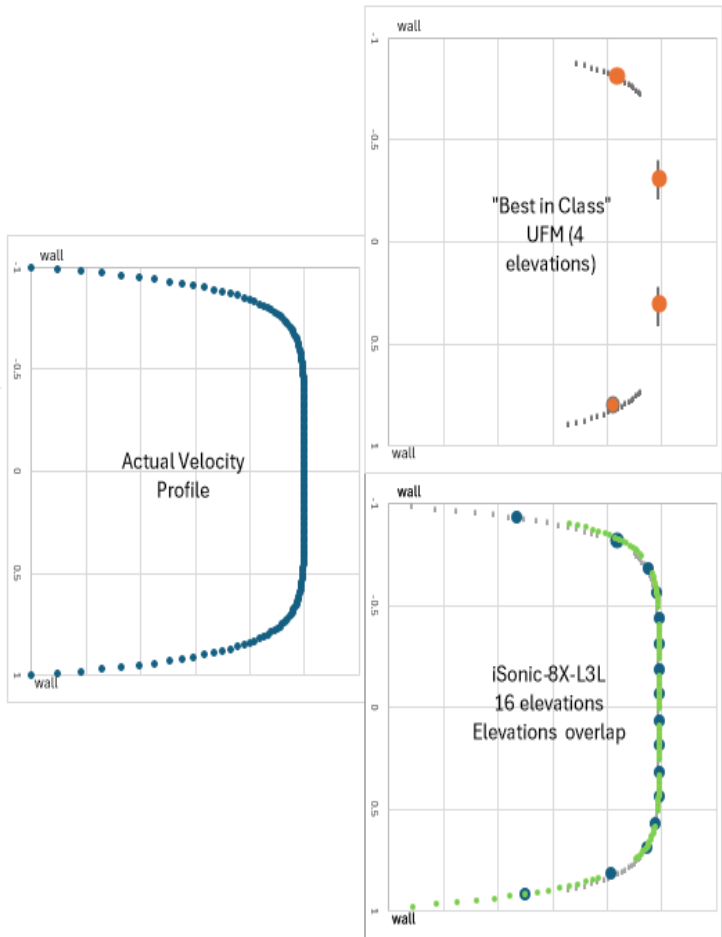 wall
-1
-0.5
0
0.5
1
Actual Velocity
Profile
wall
wall
-1
-0.5
0
0.5
1
"Best in Class"
UFM (4
elevations)
wall
wall
-1
-0.5
0
0.5
1
iSonic-8X-L3L
16 elevations
Elevations overlap
wall